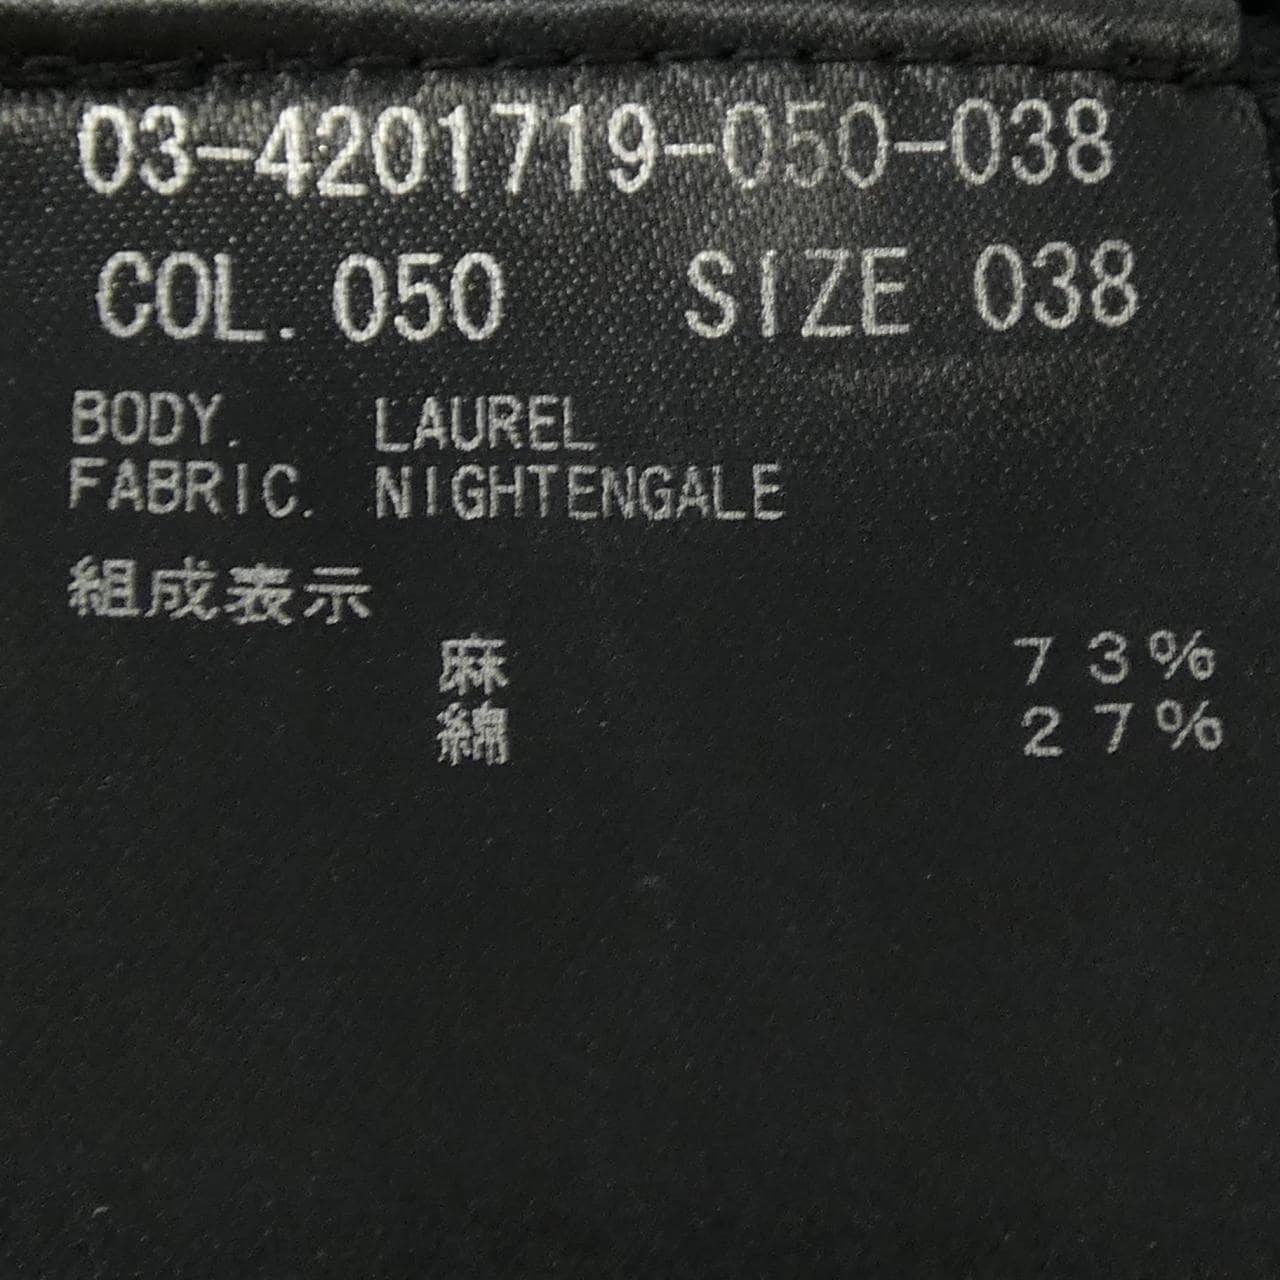 03-4201719-050-038
COL. 050 SIZE 038
BODY. LAUREL
FABRIC. NIGHTENGALE
組成表示
麻 73%
綿 27%